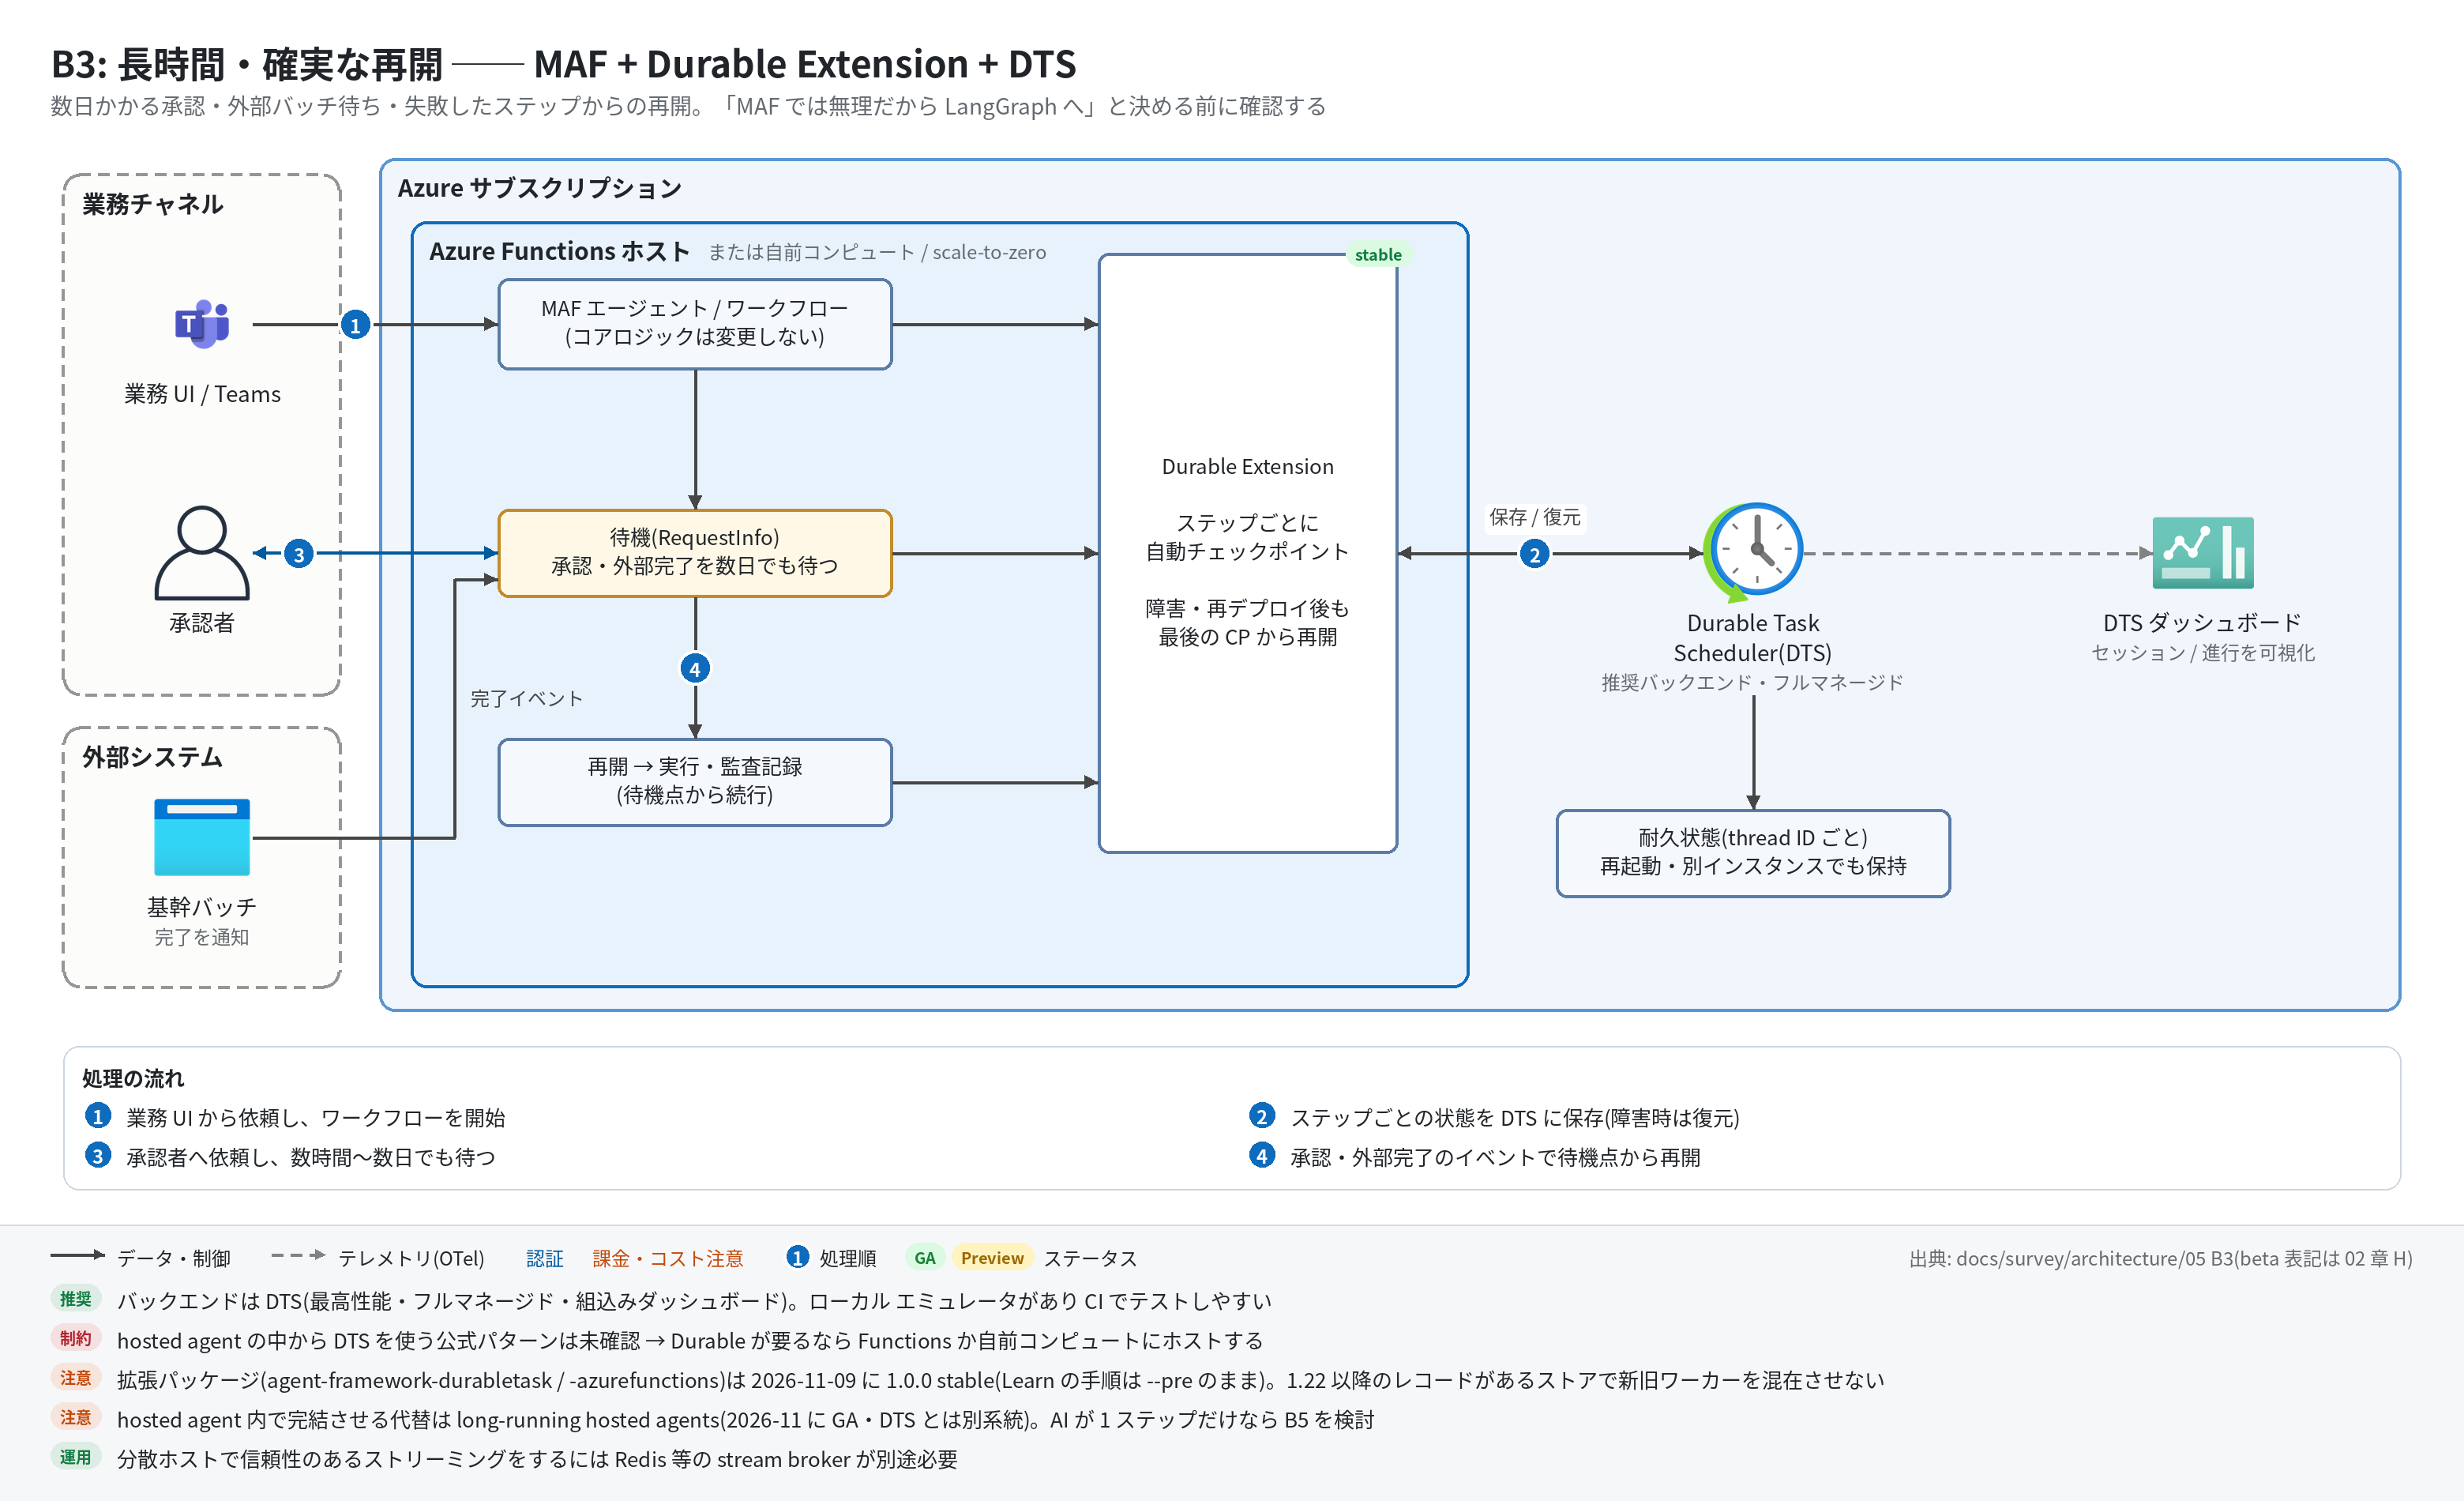 B3: 長時間・確実な再開 —— MAF + Durable Extension + DTS
数日かかる承認・外部バッチ待ち・失敗したステップからの再開。「MAF では無理だから LangGraph へ」と決める前に確認する
業務チャネル
業務 UI / Teams
承認者
外部システム
基幹バッチ
完了を通知
Azure サブスクリプション
Azure Functions ホスト
または自前コンピュート / scale-to-zero
stable
1
MAF エージェント / ワークフロー
(コアロジックは変更しない)
3
待機(RequestInfo)
承認・外部完了を数日でも待つ
4
完了イベント
再開 → 実行・監査記録
(待機点から続行)
Durable Extension
ステップごとに
自動チェックポイント
障害・再デプロイ後も
最後の CP から再開
保存 / 復元
2
Durable Task
Scheduler(DTS)
推奨バックエンド・フルマネージド
耐久状態(thread ID ごと)
再起動・別インスタンスでも保持
DTS ダッシュボード
セッション / 進行を可視化
処理の流れ
1 業務 UI から依頼し、ワークフローを開始
2 ステップごとの状態を DTS に保存(障害時は復元)
3 承認者へ依頼し、数時間〜数日でも待つ
4 承認・外部完了のイベントで待機点から再開
データ・制御 テレメトリ(OTel) 認証 課金・コスト注意 1 処理順 GA Preview ステータス
出典: docs/survey/architecture/05 B3(beta 表記は 02 章 H)
推奨 バックエンドは DTS(最高性能・フルマネージド・組込みダッシュボード)。ローカル エミュレータがあり CI でテストしやすい
制約 hosted agent の中から DTS を使う公式パターンは未確認 → Durable が要るなら Functions か自前コンピュートにホストする
注意 拡張パッケージ(agent-framework-durabletask / -azurefunctions)は 2026-11-09 に 1.0.0 stable(Learn の手順は --pre のまま)。1.22 以降のレコードがあるストアで新旧ワーカーを混在させない
注意 hosted agent 内で完結させる代替は long-running hosted agents(2026-11 に GA・DTS とは別系統)。AI が 1 ステップだけなら B5 を検討
運用 分散ホストで信頼性のあるストリーミングをするには Redis 等の stream broker が別途必要